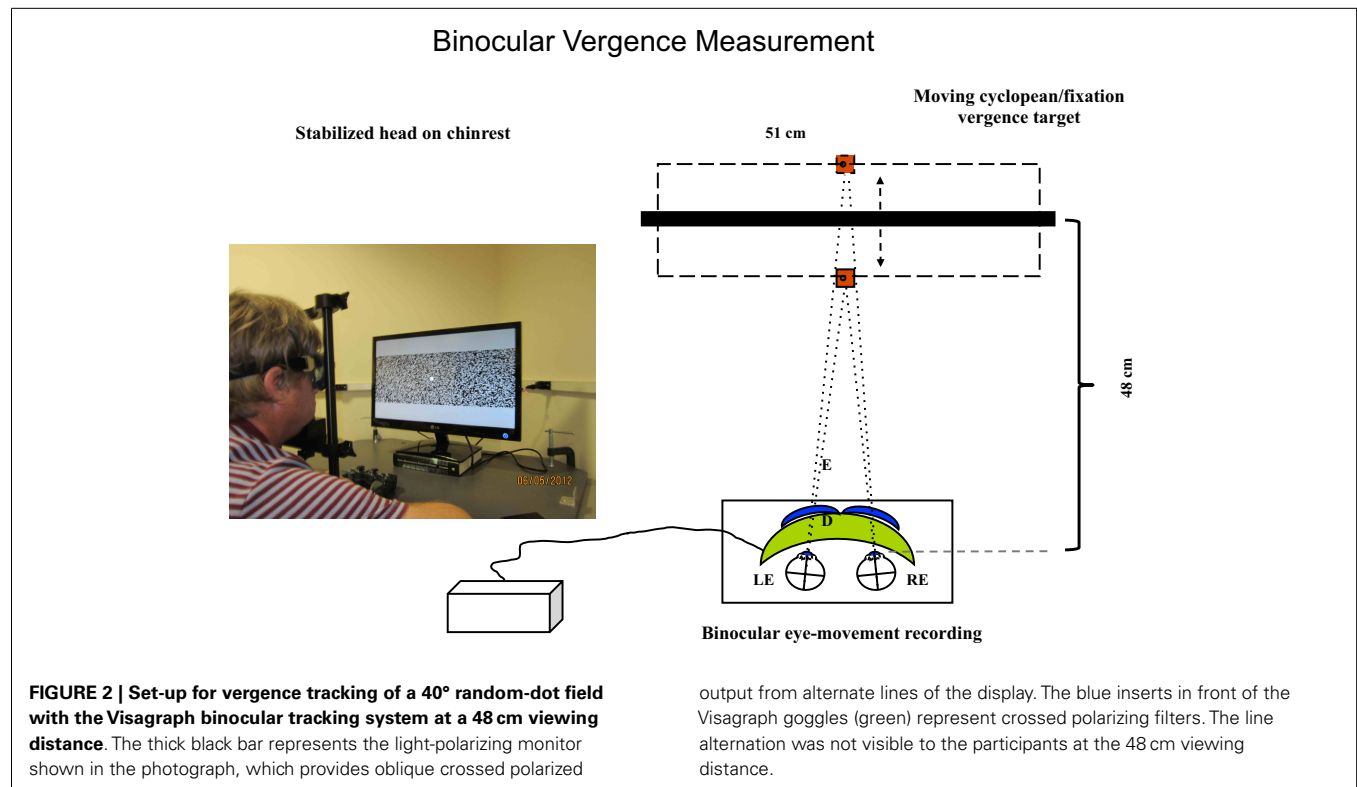 Binocular Vergence Measurement
Stabilized head on chinrest
51 cm
Moving cyclopean/fixation
vergence target
48 cm
06/05/2012
E
D
LE
RE
Binocular eye-movement recording
FIGURE 2 | Set-up for vergence tracking of a 40° random-dot field
with the Visagraph binocular tracking system at a 48 cm viewing
distance. The thick black bar represents the light-polarizing monitor
shown in the photograph, which provides oblique crossed polarized
output from alternate lines of the display. The blue inserts in front of the
Visagraph goggles (green) represent crossed polarizing filters. The line
alternation was not visible to the participants at the 48 cm viewing
distance.